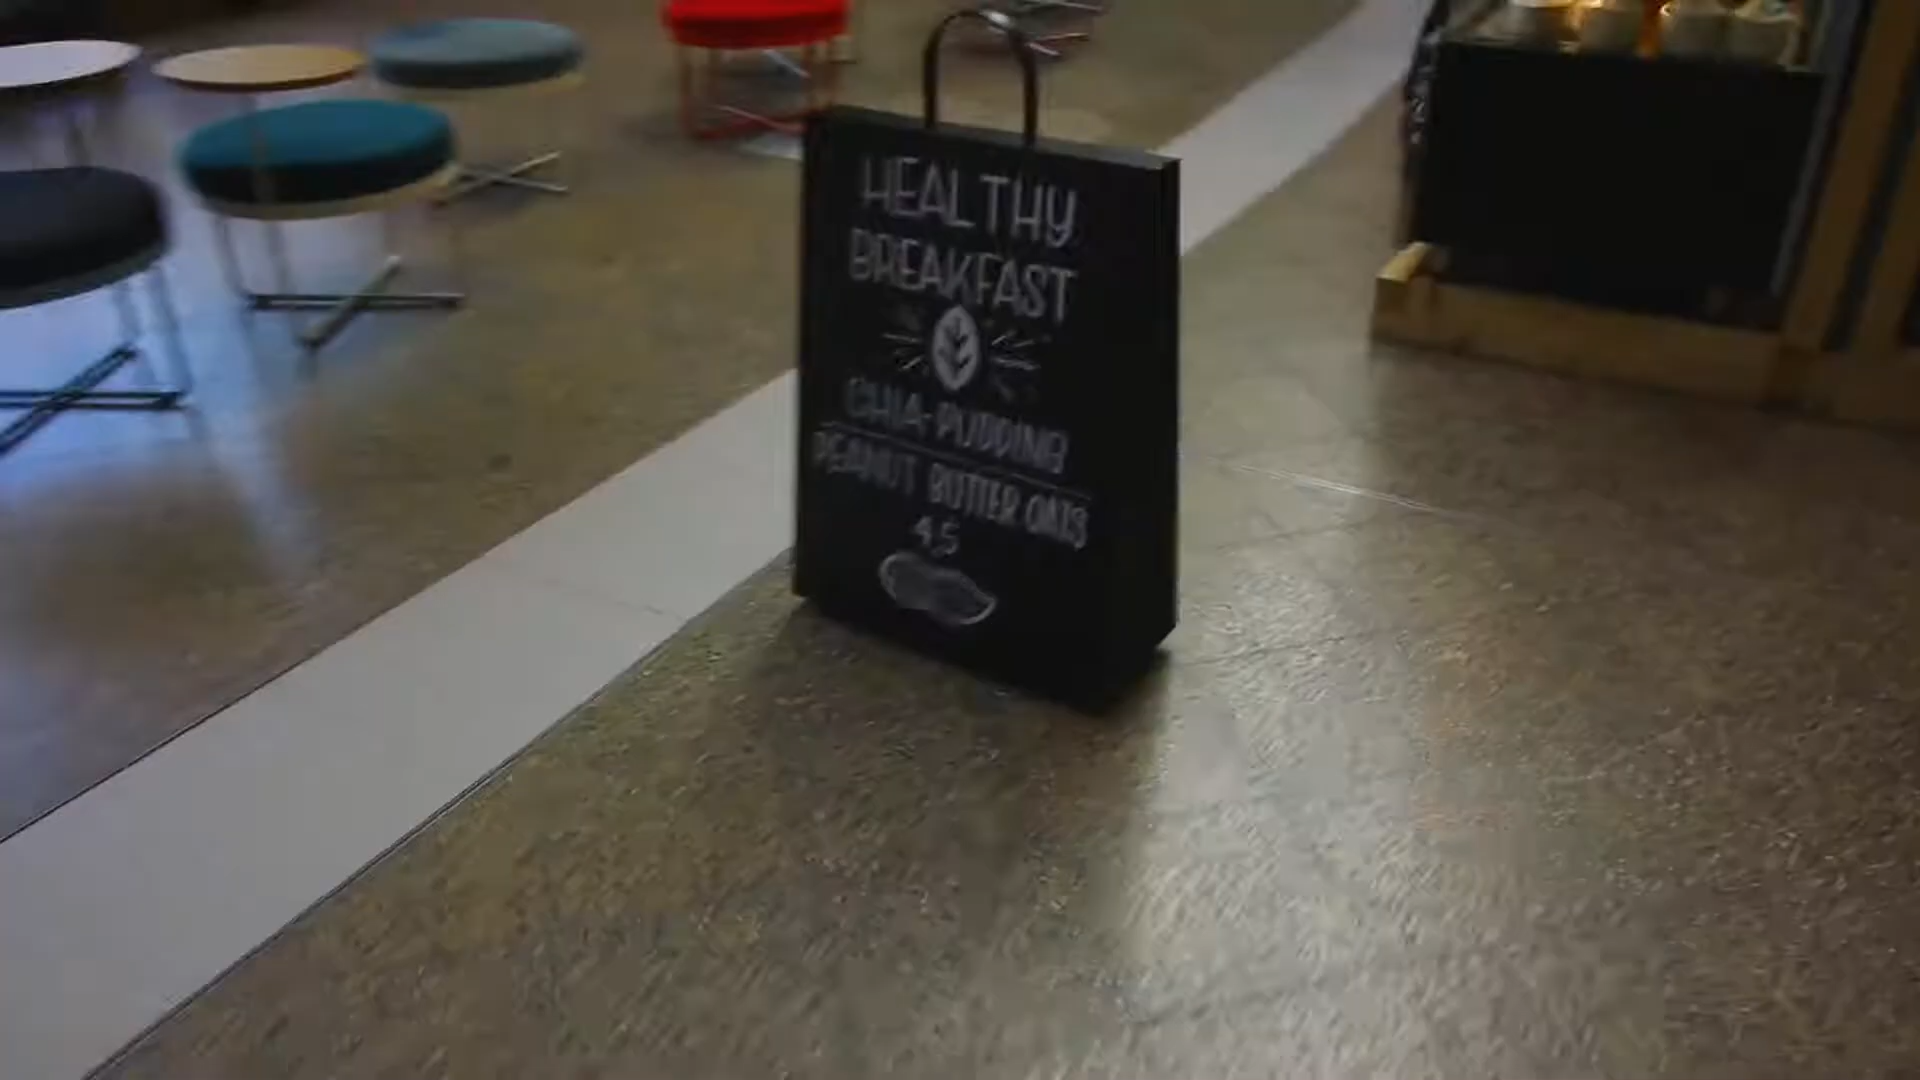 HEALTHY
BREAKFAST
CHIA-PUDDING
PEANUT BUTTER OATS
4,5